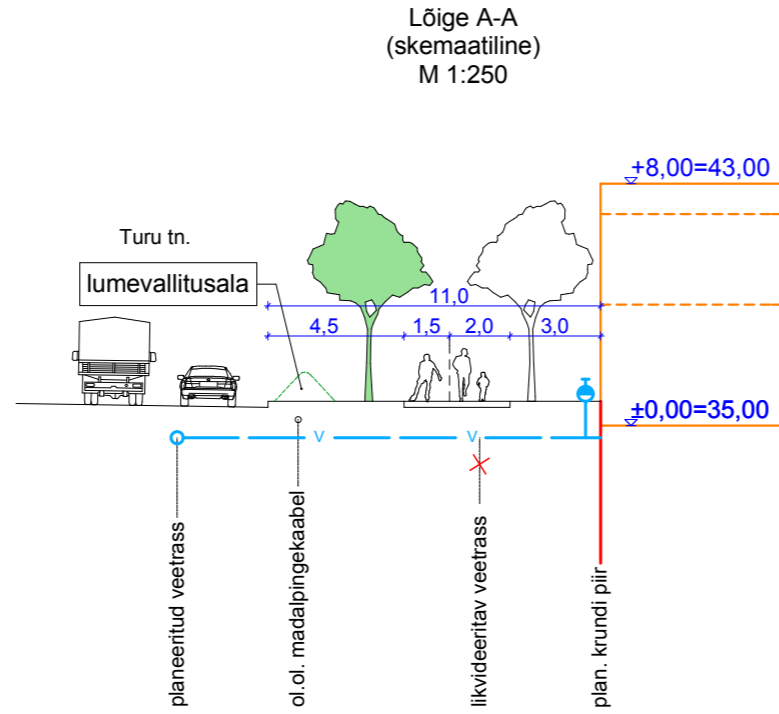 Lõige A-A
(skemaatiline)
M 1:250
+8,00=43,00
Turu tn.
lumevallitusala
11,0
4,5
1,5
2,0
3,0
±0,00=35,00
V
V
planeeritud veetrass
ol.ol. madalpingekaabel
likvideeritav veetrass
plan. krundi piir